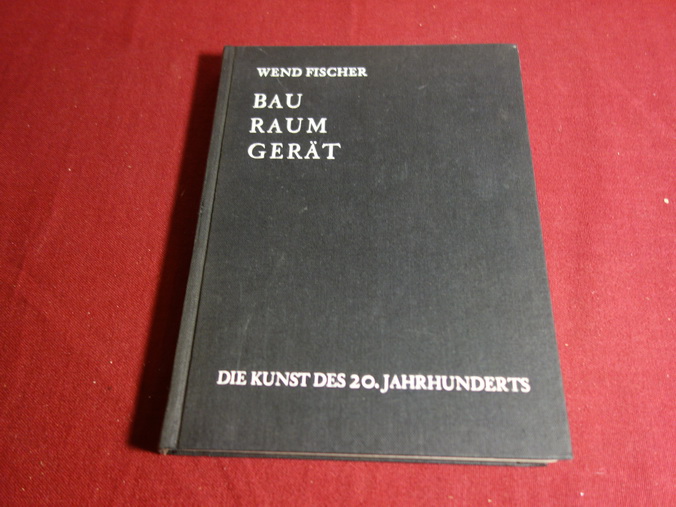 WEND FISCHER
BAU
RAUM
GERÄT
DIE KUNST DES 20. JAHRHUNDERTS